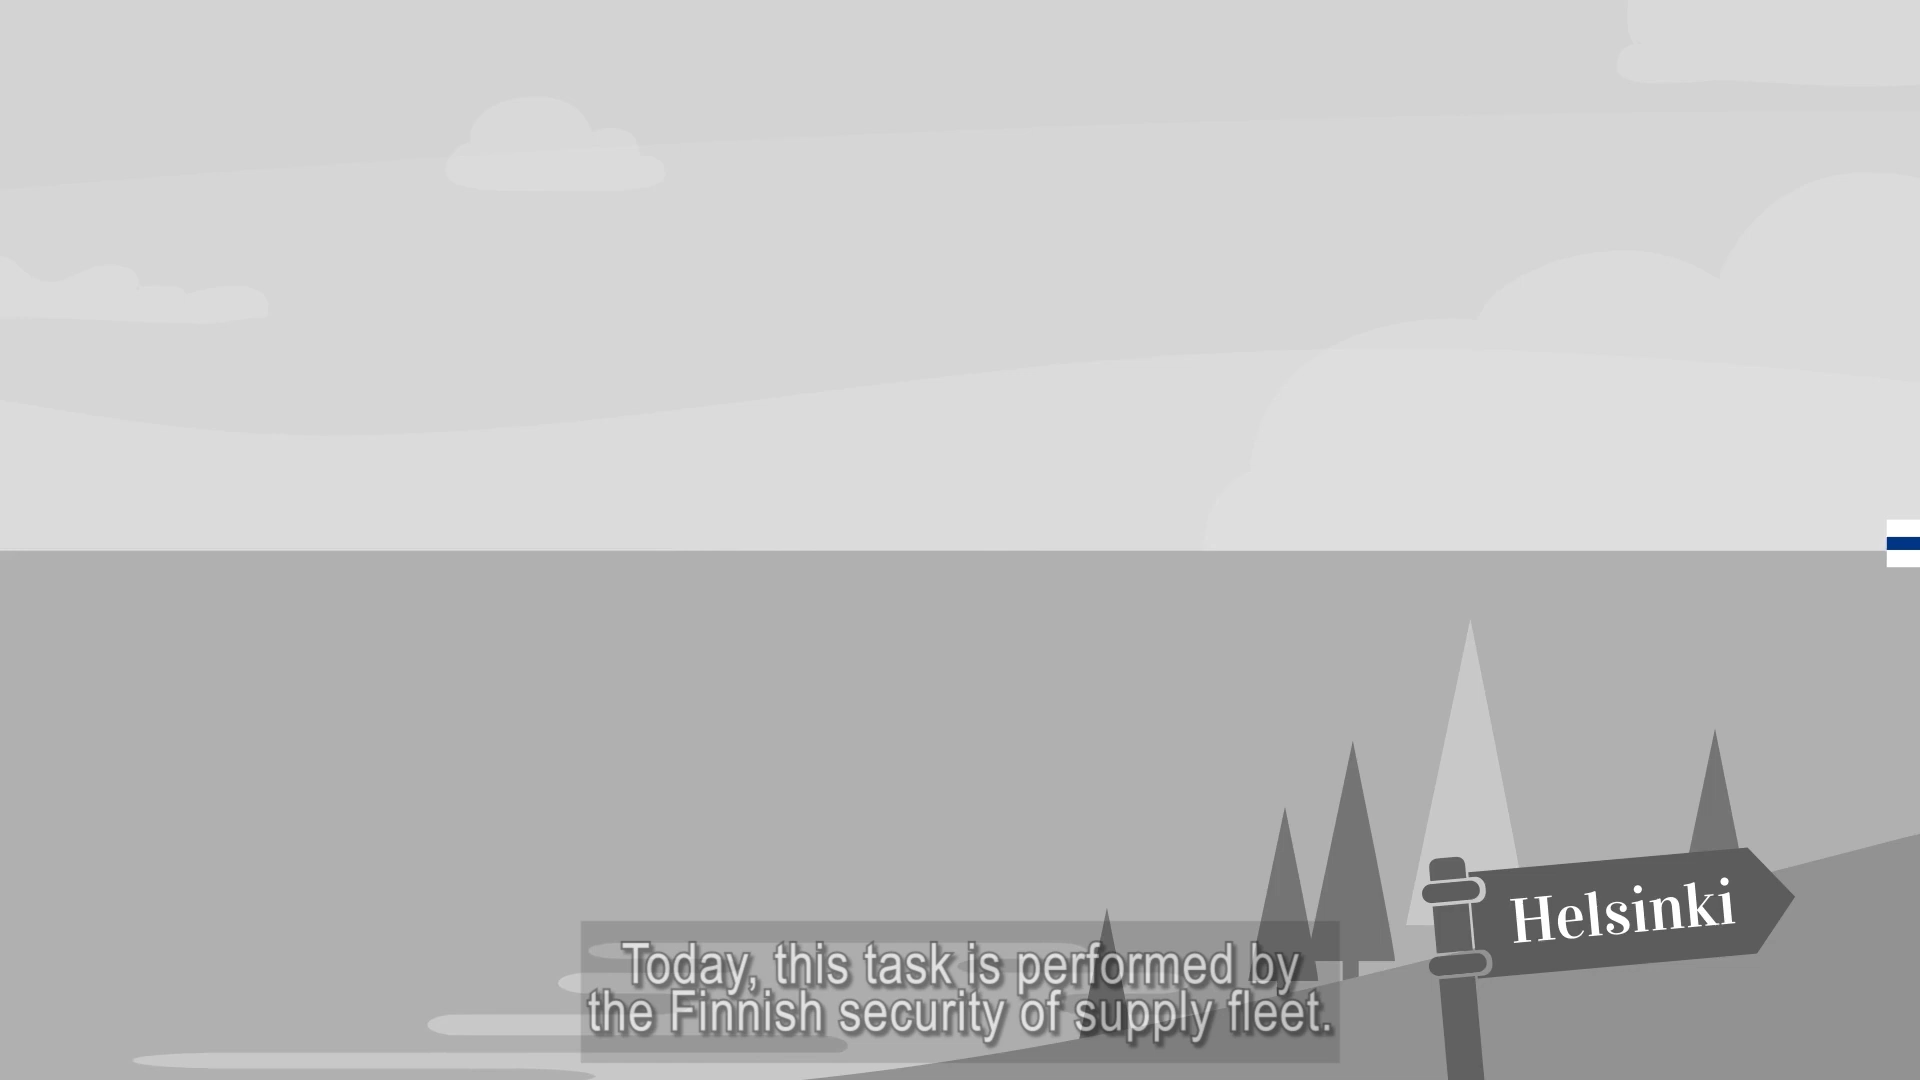 Helsinki
Today, this task is performed by
the Finnish security of supply fleet.